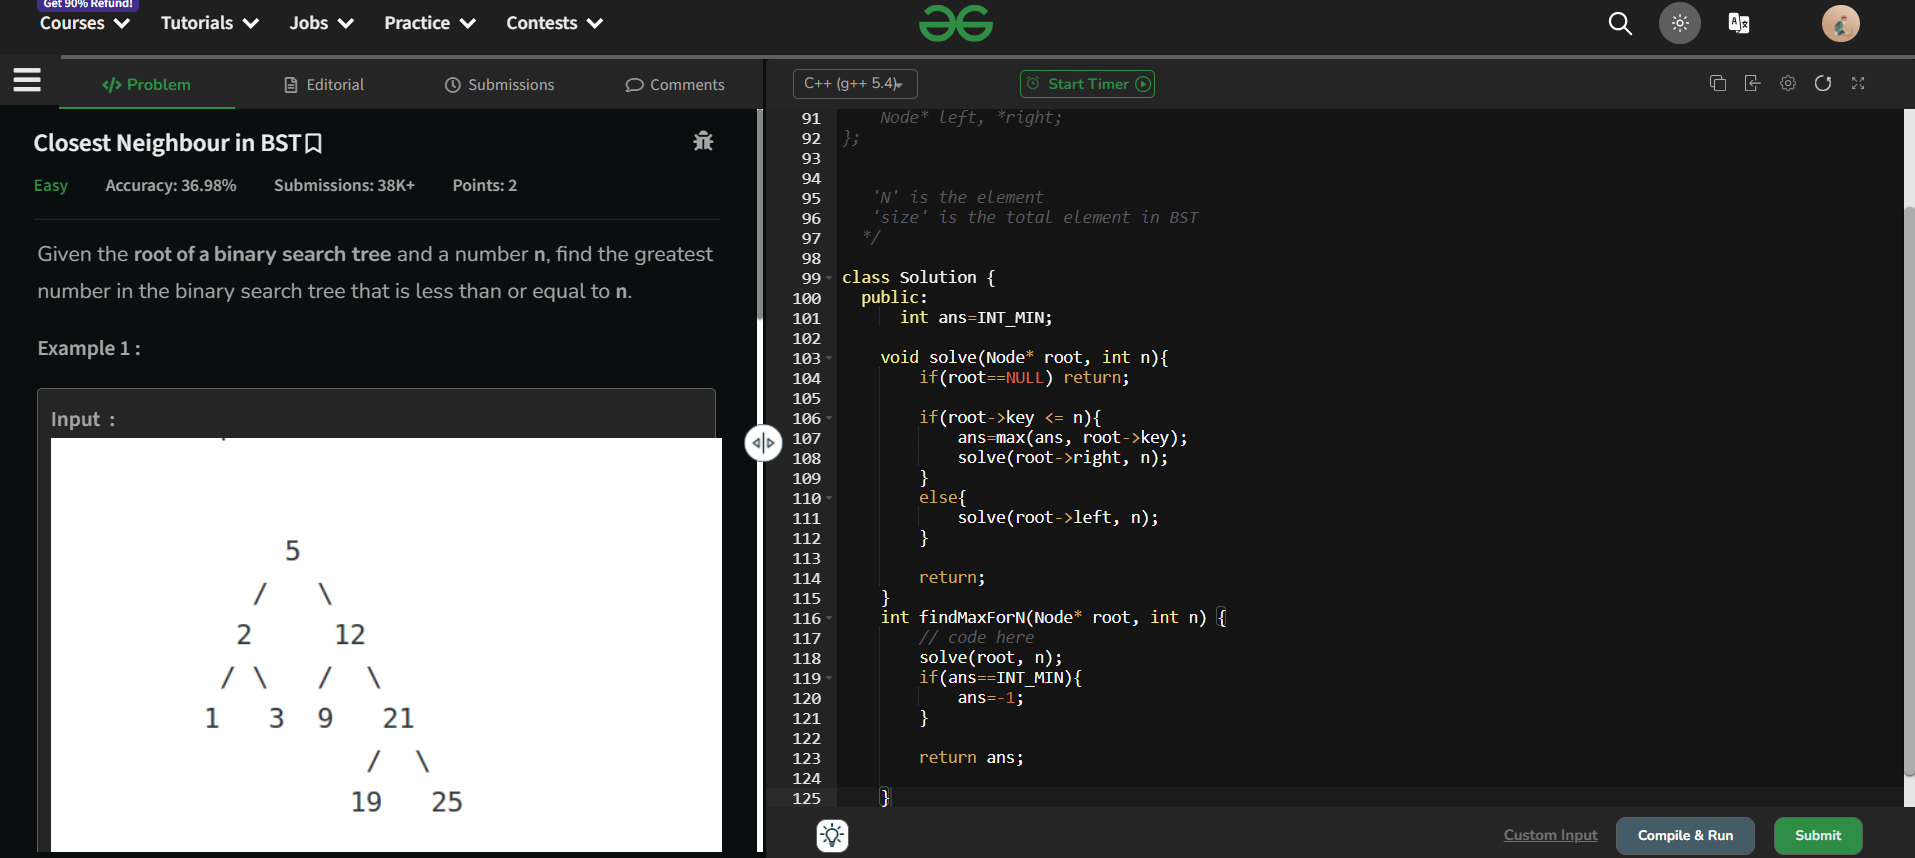 Get 90% Refund!
Courses Tutorials Jobs Practice Contests
Problem Editorial Submissions Comments
Closest Neighbour in BST
Easy Accuracy: 36.98% Submissions: 38K+ Points: 2
Given the root of a binary search tree and a number n, find the greatest
number in the binary search tree that is less than or equal to n.
Example 1 :
Input :
5
/ \
2 12
/ \ / \
1 3 9 21
/ \
19 25
C++ (g++ 5.4) Start Timer
91 Node* left, *right;
92 };
93
94
95 'N' is the element
96 'size' is the total element in BST
97 */
98
99 class Solution {
100 public:
101 int ans=INT_MIN;
102
103 void solve(Node* root, int n){
104 if(root==NULL) return;
105
106 if(root->key <= n){
107 ans=max(ans, root->key);
108 solve(root->right, n);
109 }
110 else{
111 solve(root->left, n);
112 }
113
114 return;
115 }
116 int findMaxForN(Node* root, int n) {
117 // code here
118 solve(root, n);
119 if(ans==INT_MIN){
120 ans=-1;
121 }
122
123 return ans;
124
125 }
Custom Input Compile & Run Submit